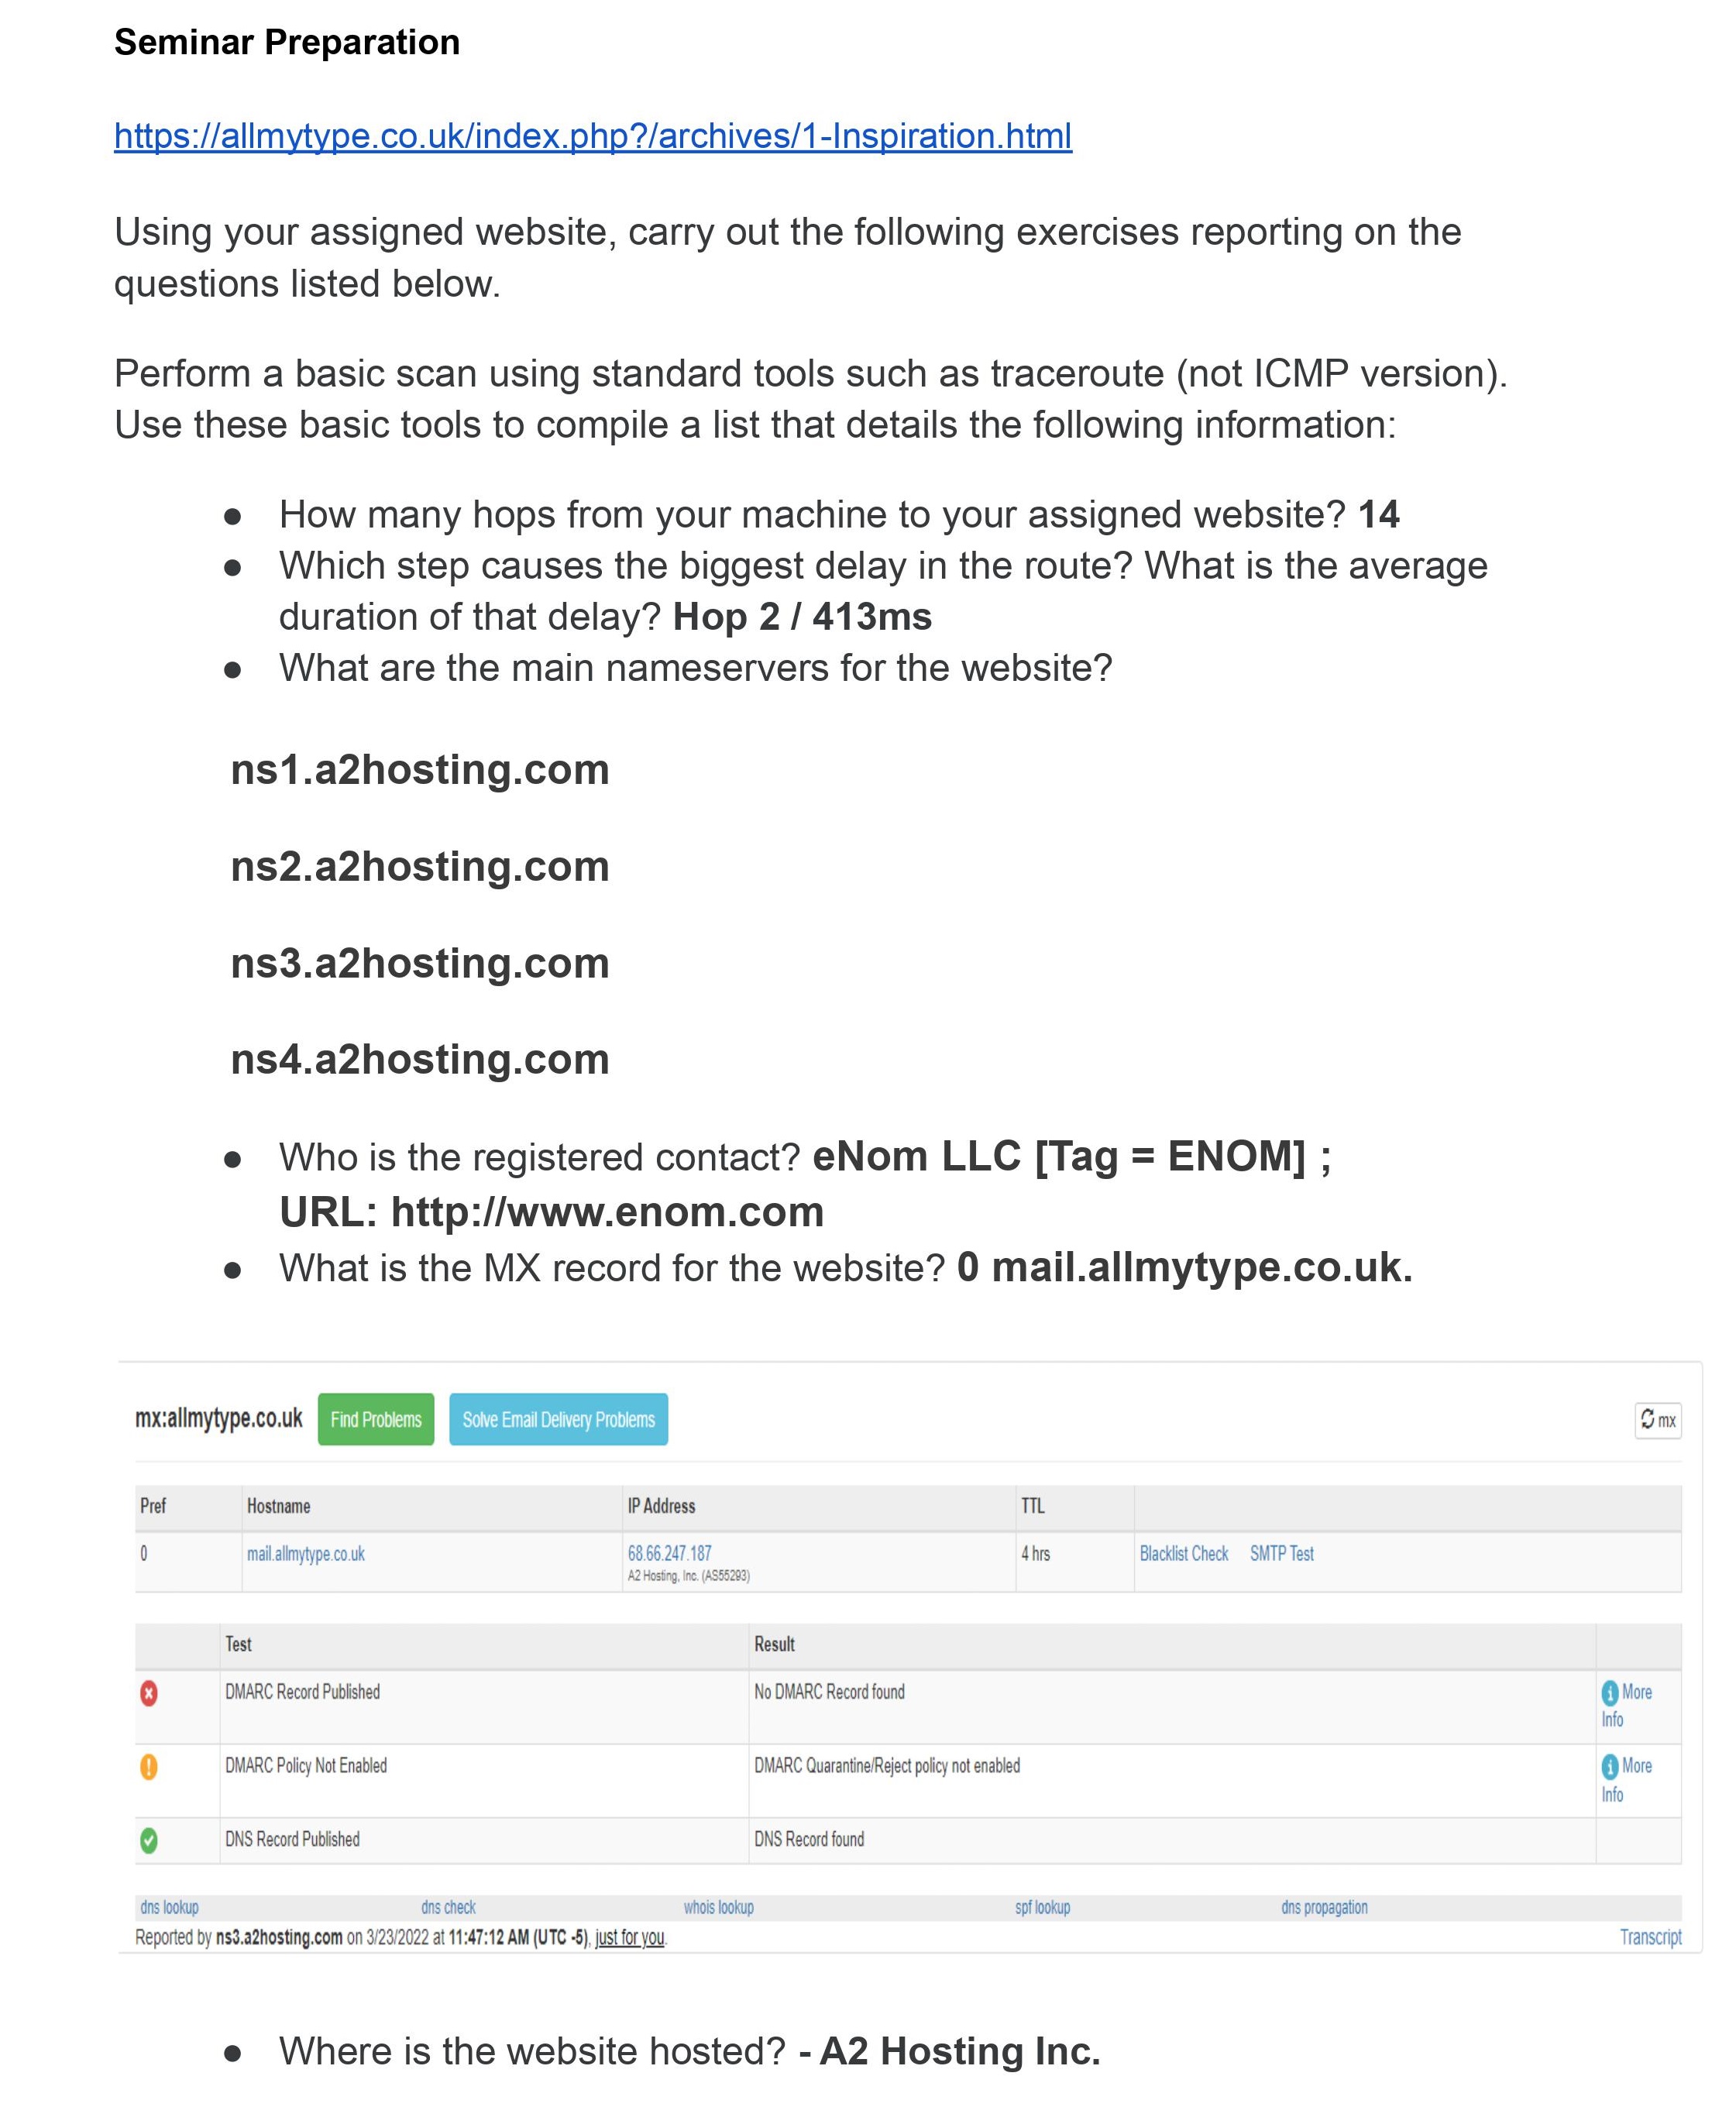 Seminar Preparation
https://allmytype.co.uk/index.php?/archives/1-Inspiration.html
Using your assigned website, carry out the following exercises reporting on the
questions listed below.
Perform a basic scan using standard tools such as traceroute (not ICMP version).
Use these basic tools to compile a list that details the following information:
● How many hops from your machine to your assigned website? 14
● Which step causes the biggest delay in the route? What is the average
duration of that delay? Hop 2 / 413ms
● What are the main nameservers for the website?
ns1.a2hosting.com
ns2.a2hosting.com
ns3.a2hosting.com
ns4.a2hosting.com
● Who is the registered contact? eNom LLC [Tag = ENOM] ;
URL: http://www.enom.com
● What is the MX record for the website? 0 mail.allmytype.co.uk.
mx:allmytype.co.uk Find Problems Solve Email Delivery Problems mx
Pref Hostname IP Address TTL
0 mail.allmytype.co.uk 68.66.247.187 4 hrs Blacklist Check SMTP Test
A2 Hosting, Inc. (AS55293)
Test Result
DMARC Record Published No DMARC Record found More
Info
DMARC Policy Not Enabled DMARC Quarantine/Reject policy not enabled More
Info
DNS Record Published DNS Record found
dns lookup dns check whois lookup spf lookup dns propagation
Reported by ns3.a2hosting.com on 3/23/2022 at 11:47:12 AM (UTC -5), just for you. Transcript
● Where is the website hosted? - A2 Hosting Inc.